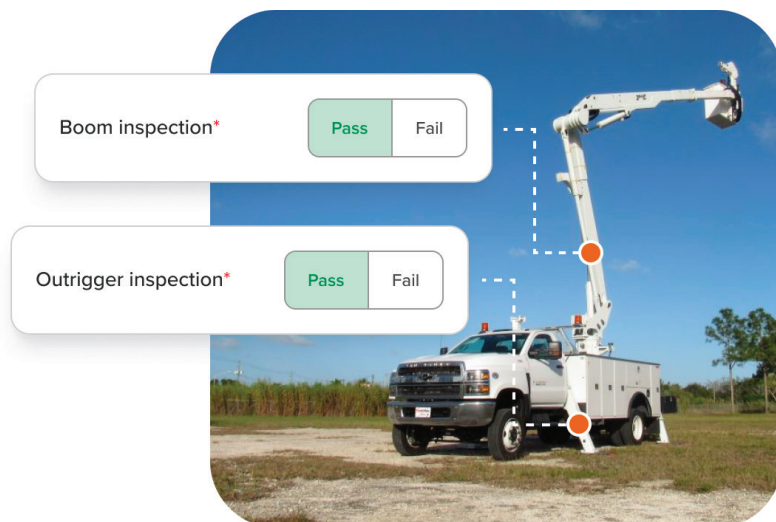 Boom inspection*
Pass
Fail
Outrigger inspection*
Pass
Fail